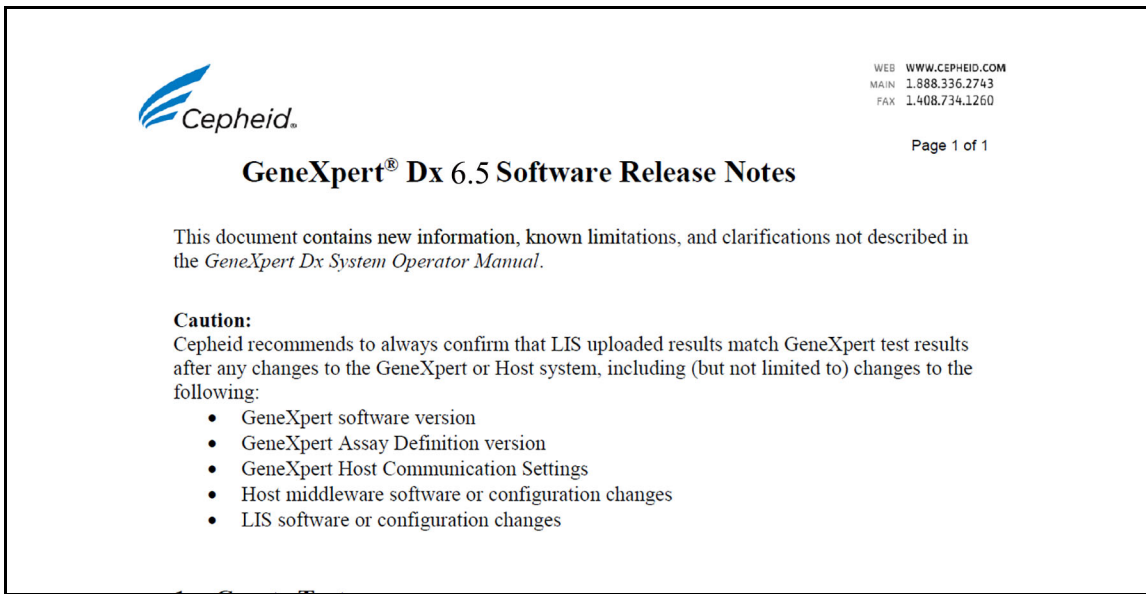 WEB WWW.CEPHEID.COM
MAIN 1.888.336.2743
FAX 1.408.734.1260
Cepheid®
Page 1 of 1
GeneXpert® Dx 6.5 Software Release Notes
This document contains new information, known limitations, and clarifications not described in
the GeneXpert Dx System Operator Manual.
Caution:
Cepheid recommends to always confirm that LIS uploaded results match GeneXpert test results
after any changes to the GeneXpert or Host system, including (but not limited to) changes to the
following:
• GeneXpert software version
• GeneXpert Assay Definition version
• GeneXpert Host Communication Settings
• Host middleware software or configuration changes
• LIS software or configuration changes